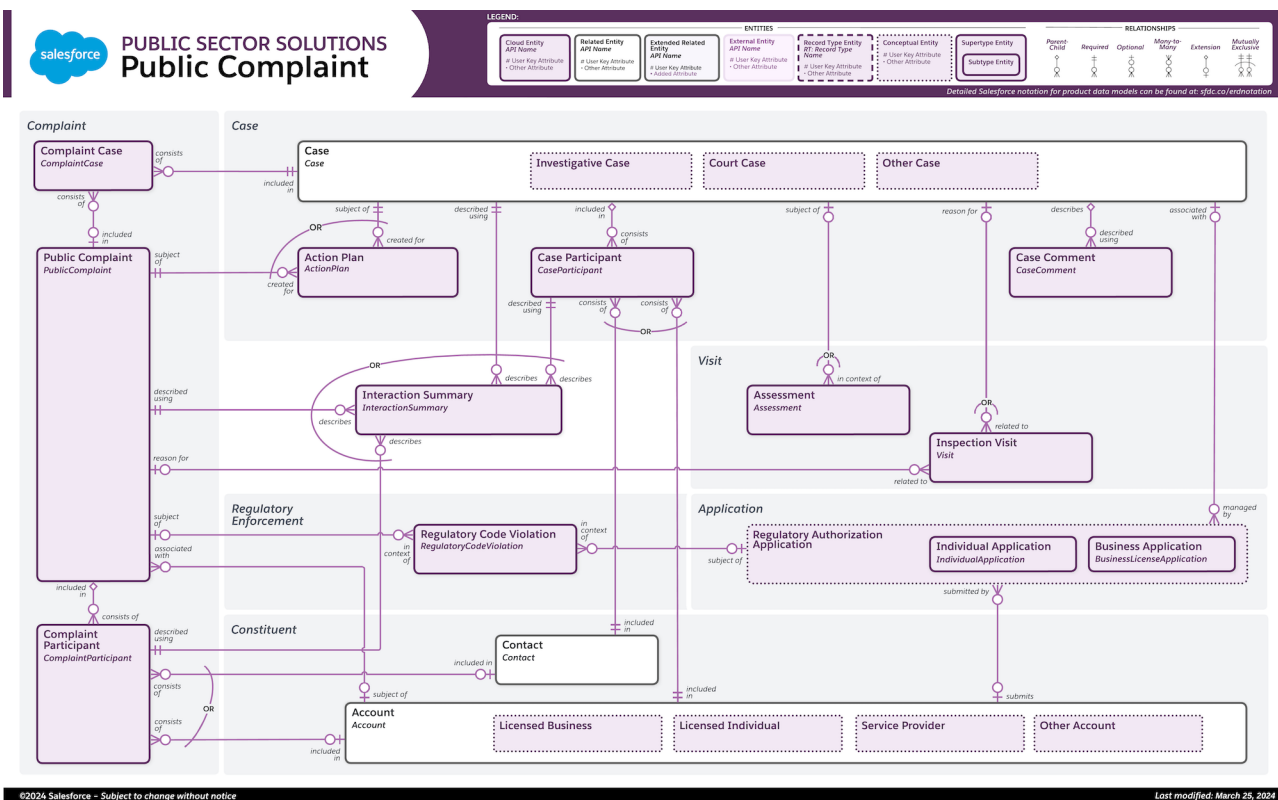 salesforce
PUBLIC SECTOR SOLUTIONS
Public Complaint
LEGEND:
ENTITIES
Cloud Entity
API Name
# User Key Attribute
• Other Attribute
Related Entity
API Name
# User Key Attribute
• Other Attribute
Extended Related
Entity
API Name
# User Key Attribute
• Added Attribute
External Entity
API Name
# User Key Attribute
• Other Attribute
Record Type Entity
RT: Record Type
Name
# User Key Attribute
• Other Attribute
Conceptual Entity
# User Key Attribute
• Other Attribute
Supertype Entity
Subtype Entity
RELATIONSHIPS
Parent-
Child
Required
Optional
Many-to-
Many
Extension
Mutually
Exclusive
Detailed Salesforce notation for product data models can be found at: sfdc.co/erdnotation
Complaint
Complaint Case
ComplaintCase
consists
of
consists
of
included
in
Public Complaint
PublicComplaint
subject
of
described
using
reason for
subject
of
associated
with
included
in
consists of
Complaint
Participant
ComplaintParticipant
described
using
consists
of
consists
of
OR
Case
Case
Case
included
in
Investigative Case
Court Case
Other Case
subject of
described
using
included
in
subject of
reason for
describes
associated
with
OR
created for
consists
of
described
using
Action Plan
ActionPlan
created
for
Case Participant
CaseParticipant
Case Comment
CaseComment
described
using
consists
of
consists
of
OR
OR
describes
describes
Interaction Summary
InteractionSummary
describes
describes
Visit
OR
in context of
Assessment
Assessment
OR
related to
Inspection Visit
Visit
related to
Regulatory
Enforcement
Regulatory Code Violation
RegulatoryCodeViolation
in
context
of
in
context
of
Application
managed
by
Regulatory Authorization
Application
subject of
Individual Application
IndividualApplication
Business Application
BusinessLicenseApplication
submitted by
Constituent
included
in
Contact
Contact
included in
subject of
included
in
submits
Account
Account
included
in
Licensed Business
Licensed Individual
Service Provider
Other Account
©2024 Salesforce – Subject to change without notice
Last modified: March 25, 2024